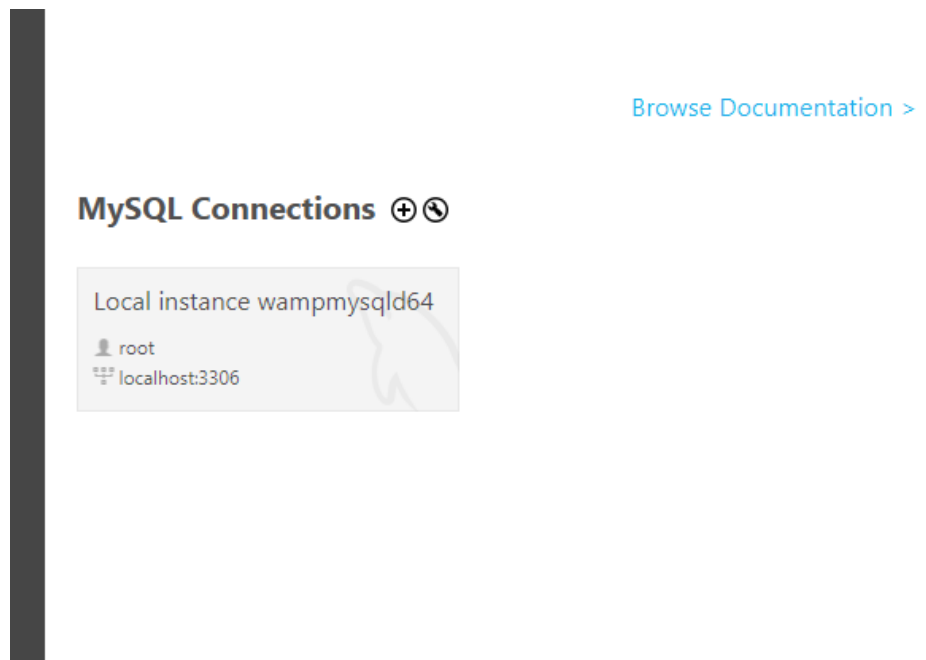 Browse Documentation >
MySQL Connections
Local instance wampmysqld64
root
localhost:3306